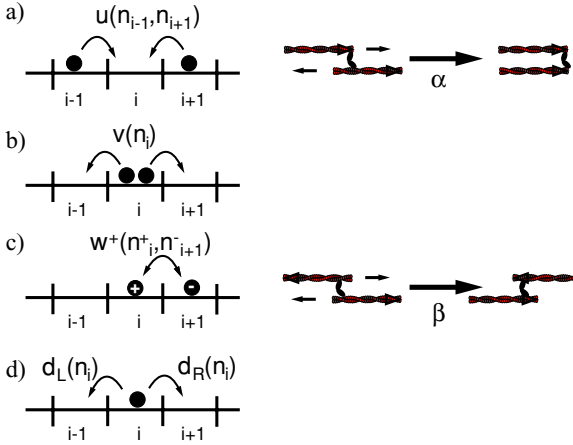 a) u(n_{i-1},n_{i+1})
i-1 i i+1
α
b) v(n_i)
i-1 i i+1
c) w⁺(n⁺_i,n⁻_{i+1})
+ -
i-1 i i+1
β
d) d_L(n_i) d_R(n_i)
i-1 i i+1